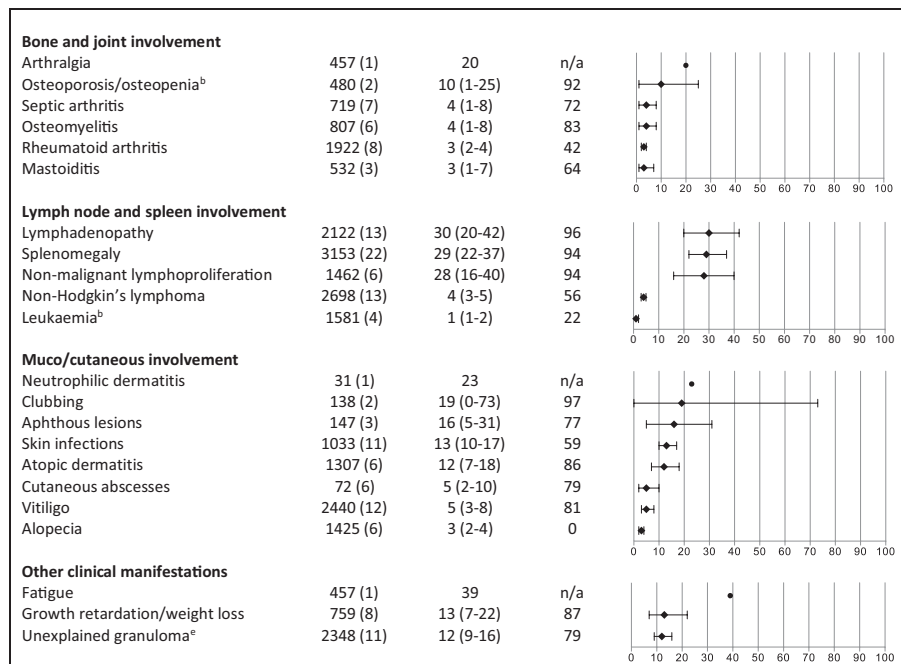 Bone and joint involvement
Arthralgia 457 (1) 20 n/a
Osteoporosis/osteopeniaᵇ 480 (2) 10 (1-25) 92
Septic arthritis 719 (7) 4 (1-8) 72
Osteomyelitis 807 (6) 4 (1-8) 83
Rheumatoid arthritis 1922 (8) 3 (2-4) 42
Mastoiditis 532 (3) 3 (1-7) 64
0 10 20 30 40 50 60 70 80 90 100
Lymph node and spleen involvement
Lymphadenopathy 2122 (13) 30 (20-42) 96
Splenomegaly 3153 (22) 29 (22-37) 94
Non-malignant lymphoproliferation 1462 (6) 28 (16-40) 94
Non-Hodgkin's lymphoma 2698 (13) 4 (3-5) 56
Leukaemiaᵇ 1581 (4) 1 (1-2) 22
0 10 20 30 40 50 60 70 80 90 100
Muco/cutaneous involvement
Neutrophilic dermatitis 31 (1) 23 n/a
Clubbing 138 (2) 19 (0-73) 97
Aphthous lesions 147 (3) 16 (5-31) 77
Skin infections 1033 (11) 13 (10-17) 59
Atopic dermatitis 1307 (6) 12 (7-18) 86
Cutaneous abscesses 72 (6) 5 (2-10) 79
Vitiligo 2440 (12) 5 (3-8) 81
Alopecia 1425 (6) 3 (2-4) 0
0 10 20 30 40 50 60 70 80 90 100
Other clinical manifestations
Fatigue 457 (1) 39 n/a
Growth retardation/weight loss 759 (8) 13 (7-22) 87
Unexplained granulomaᵉ 2348 (11) 12 (9-16) 79
0 10 20 30 40 50 60 70 80 90 100